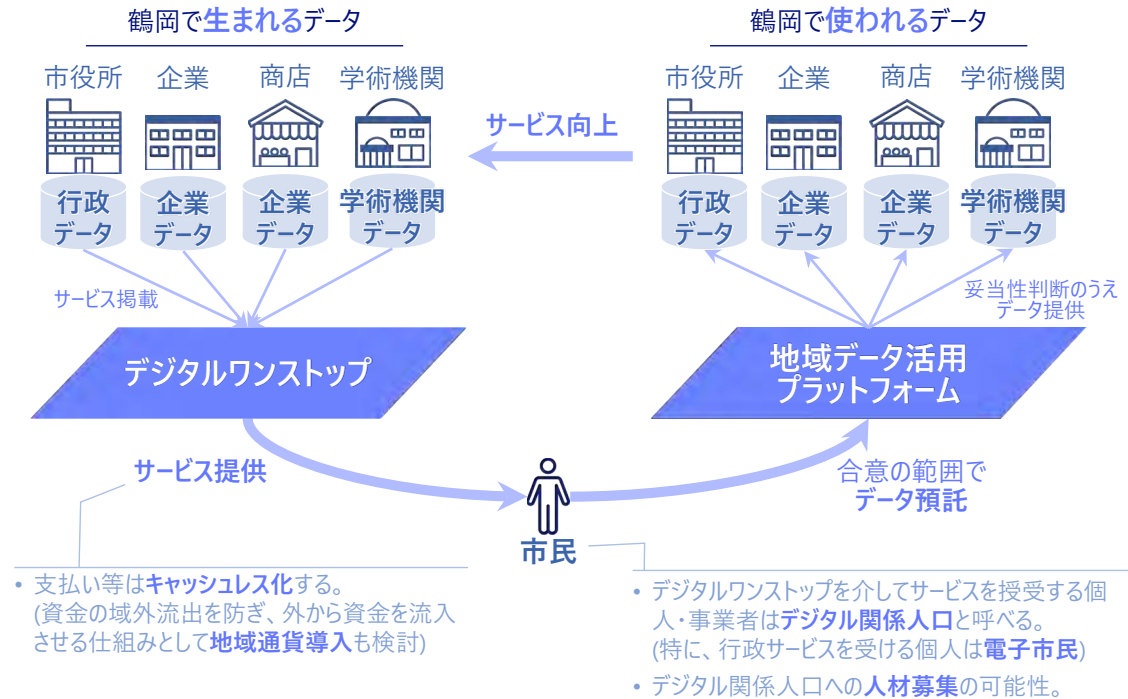 鶴岡で生まれるデータ
市役所 企業 商店 学術機関
行政
データ
企業
データ
企業
データ
学術機関
データ
サービス掲載
デジタルワンストップ
サービス向上
鶴岡で使われるデータ
市役所 企業 商店 学術機関
行政
データ
企業
データ
企業
データ
学術機関
データ
妥当性判断のうえ
データ提供
地域データ活用
プラットフォーム
サービス提供
市民
合意の範囲で
データ預託
• 支払い等はキャッシュレス化する。
(資金の域外流出を防ぎ、外から資金を流入
させる仕組みとして地域通貨導入も検討)
• デジタルワンストップを介してサービスを授受する個
人・事業者はデジタル関係人口と呼べる。
(特に、行政サービスを受ける個人は電子市民)
• デジタル関係人口への人材募集の可能性。